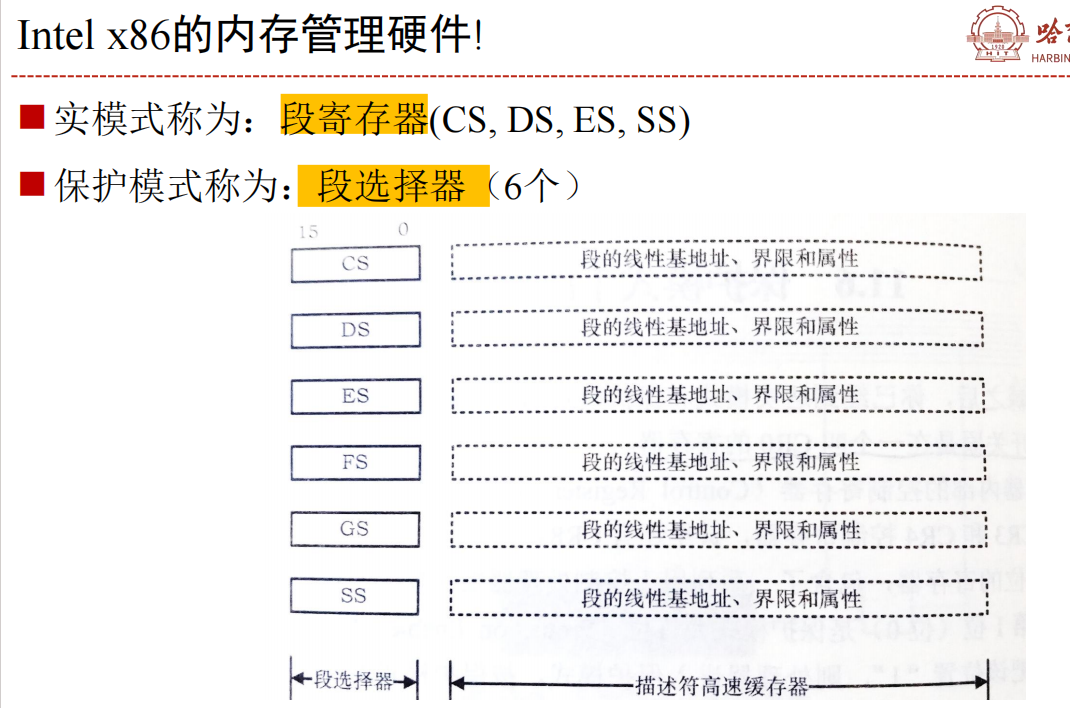 Intel x86的内存管理硬件!
哈
HARBIN
1920
HIT
实模式称为：段寄存器(CS, DS, ES, SS)
保护模式称为：段选择器（6个）
15 0
CS 段的线性基地址、界限和属性
DS 段的线性基地址、界限和属性
ES 段的线性基地址、界限和属性
FS 段的线性基地址、界限和属性
GS 段的线性基地址、界限和属性
SS 段的线性基地址、界限和属性
段选择器 描述符高速缓存器